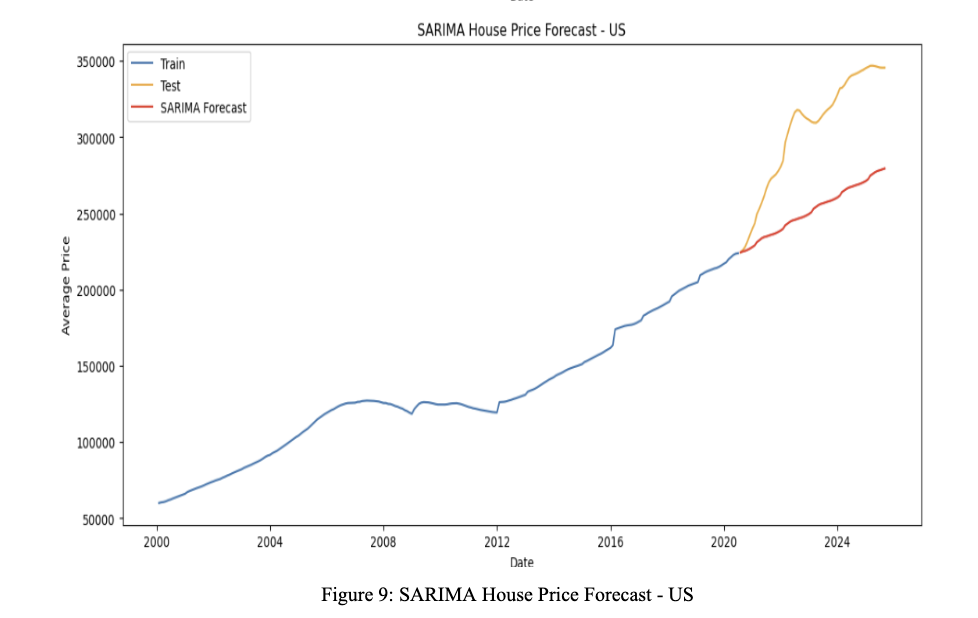 SARIMA House Price Forecast - US
Train
Test
SARIMA Forecast
Average Price
350000
300000
250000
200000
150000
100000
50000
2000 2004 2008 2012 2016 2020 2024
Date
Figure 9: SARIMA House Price Forecast - US